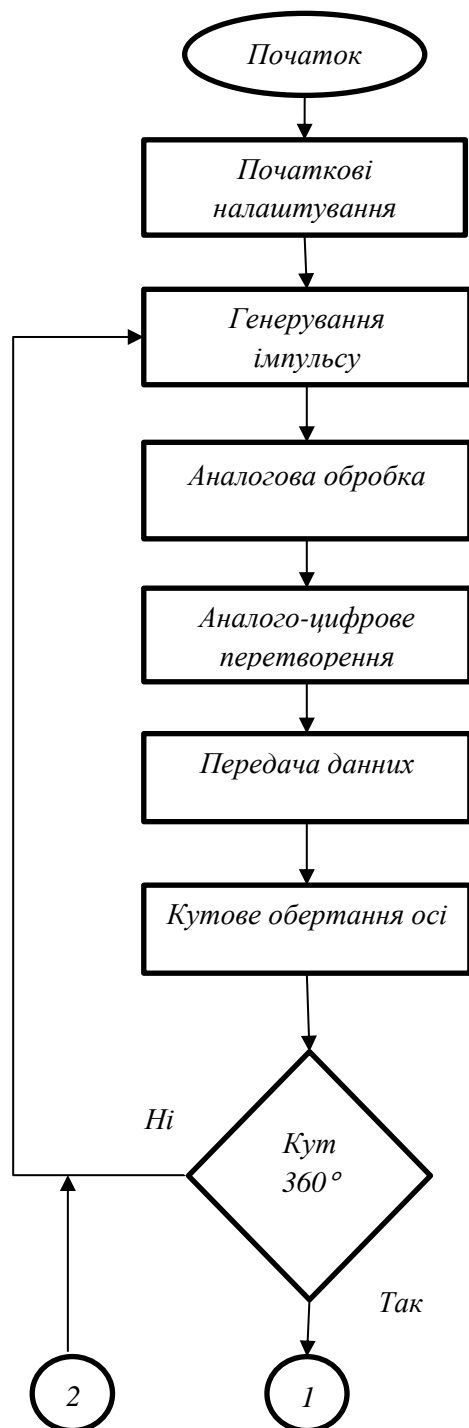 Початок
Початкові
налаштування
Генерування
імпульсу
Аналогова обробка
Аналого-цифрове
перетворення
Передача данних
Кутове обертання осі
Ні
Кут
360°
Так
2
1